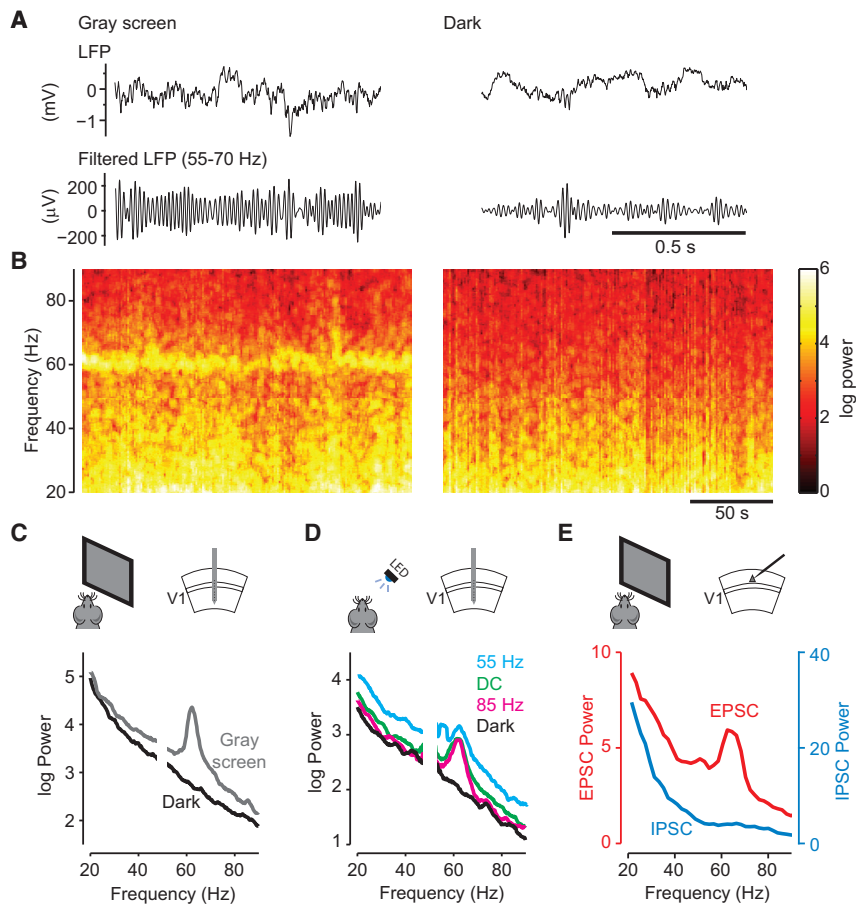 A
Gray screen
Dark
LFP
0
−1
(mV)
Filtered LFP (55-70 Hz)
200
0
−200
(µV)
0.5 s
B
80
60
40
20
Frequency (Hz)
50 s
6
4
2
0
log power
C
V1
5
4
3
2
log Power
Gray
screen
Dark
20 40 60 80
Frequency (Hz)
D
LED
V1
4
3
2
1
log Power
55 Hz
DC
85 Hz
Dark
20 40 60 80
Frequency (Hz)
E
V1
10
5
0
EPSC Power
EPSC
IPSC
40
20
0
IPSC Power
20 40 60 80
Frequency (Hz)